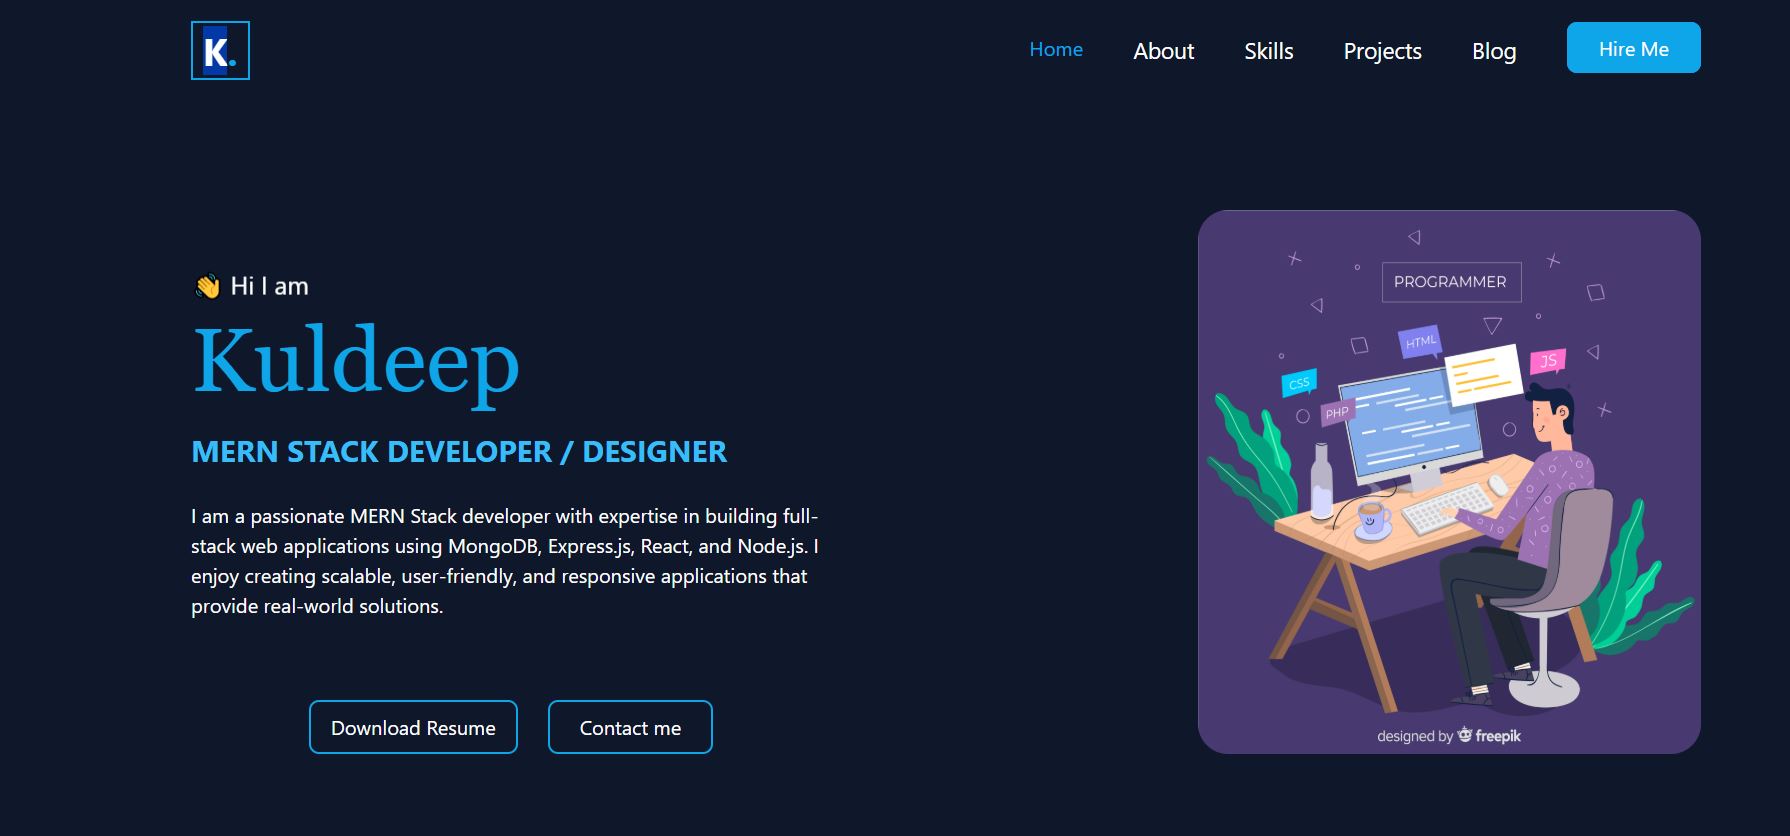 K.
Home About Skills Projects Blog Hire Me
👋 Hi I am
Kuldeep
MERN STACK DEVELOPER / DESIGNER
I am a passionate MERN Stack developer with expertise in building full-
stack web applications using MongoDB, Express.js, React, and Node.js. I
enjoy creating scalable, user-friendly, and responsive applications that
provide real-world solutions.
Download Resume Contact me
PROGRAMMER
HTML
JS
CSS
PHP
designed by freepik